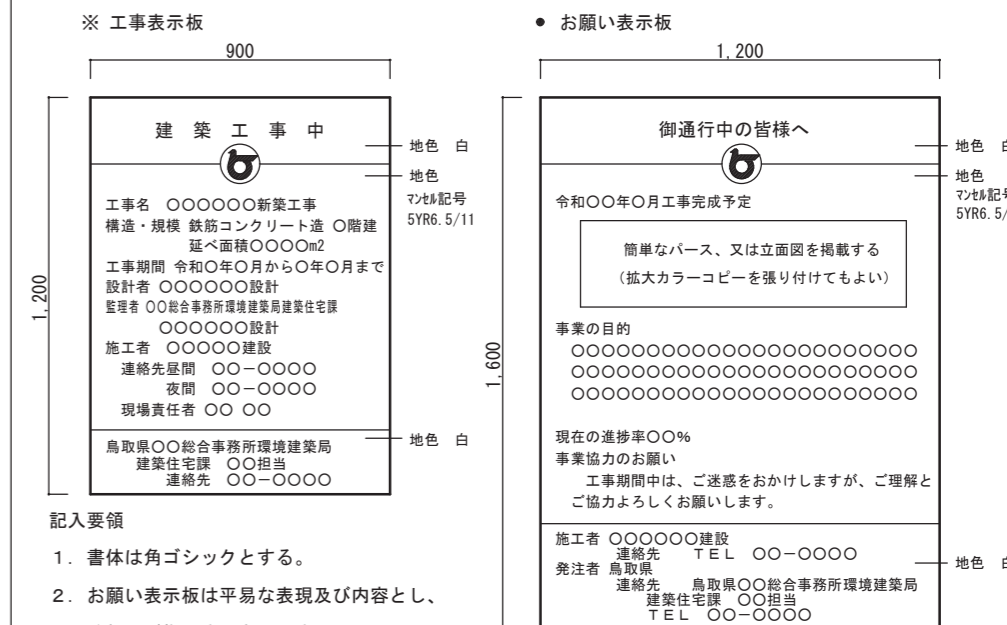 ※ 工事表示板
900
1,200
建築工事中
地色 白
地色
マンセル記号
5YR6.5/11
工事名 〇〇〇〇〇〇新築工事
構造・規模 鉄筋コンクリート造 〇階建
延べ面積〇〇〇〇m2
工事期間 令和〇年〇月から〇年〇月まで
設計者 〇〇〇〇〇〇設計
監理者 〇〇総合事務所環境建築局建築住宅課
〇〇〇〇〇〇設計
施工者 〇〇〇〇〇建設
連絡先昼間 〇〇−〇〇〇〇
夜間 〇〇−〇〇〇〇
現場責任者 〇〇 〇〇
鳥取県〇〇総合事務所環境建築局
建築住宅課 〇〇担当
連絡先 〇〇−〇〇〇〇
地色 白
記入要領
1. 書体は角ゴシックとする。
2. お願い表示板は平易な表現及び内容とし、
● お願い表示板
1,200
1,600
御通行中の皆様へ
地色
地色
マンセル記号
5YR6.5/
令和〇〇年〇月工事完成予定
簡単なパース、又は立面図を掲載する
(拡大カラーコピーを張り付けてもよい)
事業の目的
〇〇〇〇〇〇〇〇〇〇〇〇〇〇〇〇〇〇〇〇〇〇〇
〇〇〇〇〇〇〇〇〇〇〇〇〇〇〇〇〇〇〇〇〇〇〇
〇〇〇〇〇〇〇〇〇〇〇〇〇〇〇〇〇〇〇〇〇〇〇
現在の進捗率〇〇%
事業協力のお願い
工事期間中は、ご迷惑をおかけしますが、ご理解と
ご協力よろしくお願いします。
施工者 〇〇〇〇〇〇建設
連絡先 TEL 〇〇−〇〇〇〇
発注者 鳥取県
連絡先 鳥取県〇〇総合事務所環境建築局
建築住宅課 〇〇担当
TEL 〇〇−〇〇〇〇
地色